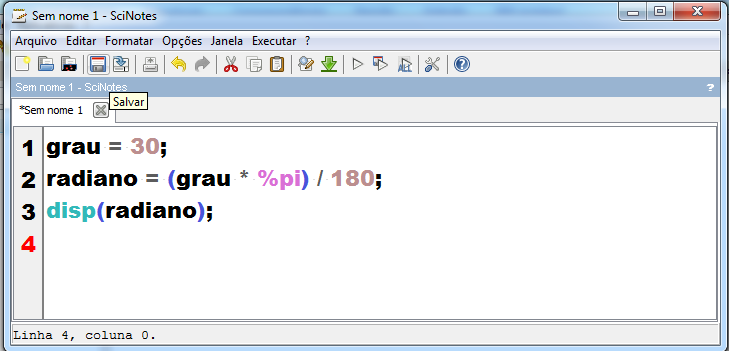 Sem nome 1 - SciNotes
Arquivo Editar Formatar Opções Janela Executar ?
Sem nome 1 - SciNotes ?
Salvar
*Sem nome 1
1 grau = 30;
2 radiano = (grau * %pi) / 180;
3 disp(radiano);
4
Linha 4, coluna 0.